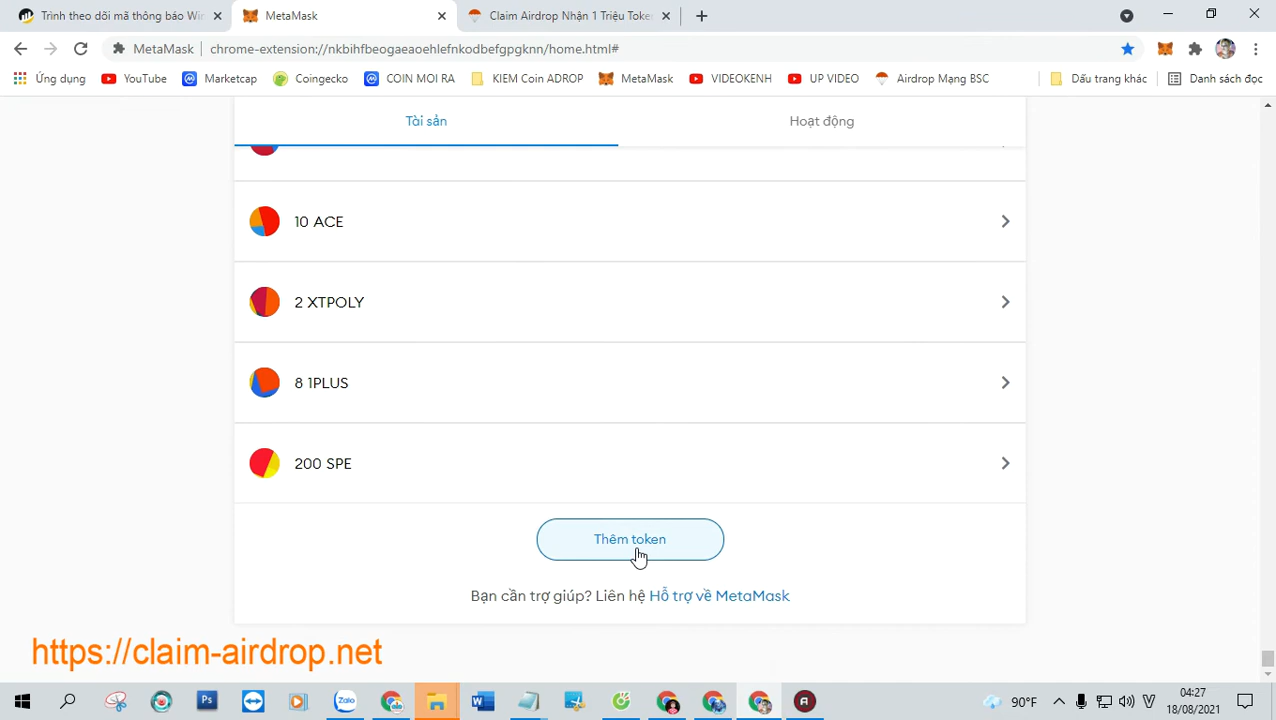 Trình theo dõi mã thông báo Win
MetaMask
Claim Airdrop Nhận 1 Triệu Token
MetaMask
chrome-extension://nkbihfbeogaeaoehlefnkodbefgpgknn/home.html#
Ứng dụng
YouTube
Marketcap
Coingecko
COIN MOI RA
KIEM Coin ADROP
MetaMask
VIDEOKENH
UP VIDEO
Airdrop Mạng BSC
Dấu trang khác
Danh sách đọc
Tài sản
Hoạt động
10 ACE
2 XTPOLY
8 1PLUS
200 SPE
Thêm token
Bạn cần trợ giúp? Liên hệ Hỗ trợ về MetaMask
https://claim-airdrop.net
Ps
Zalo
90°F
04:27
18/08/2021